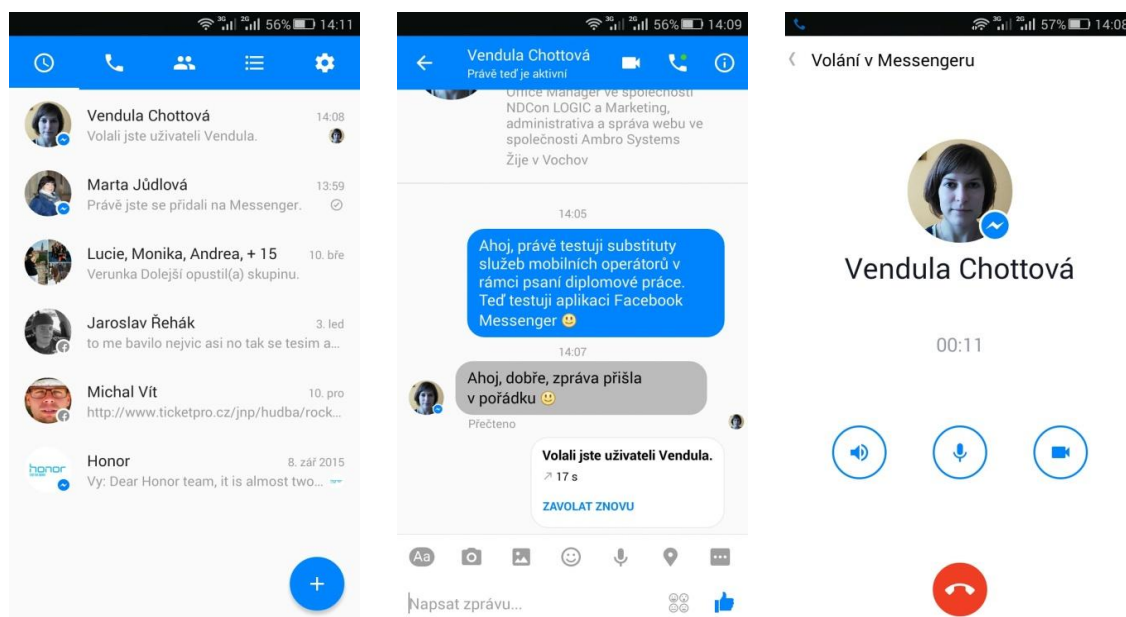 3G 2G 56% 14:11
Vendula Chottová 14:08
Volali jste uživateli Vendula.
Marta Jůdlová 13:59
Právě jste se přidali na Messenger.
Lucie, Monika, Andrea, + 15 10. bře
Verunka Dolejší opustil(a) skupinu.
Jaroslav Řehák 3. led
to me bavilo nejvic asi no tak se tesim a...
Michal Vít 10. pro
http://www.ticketpro.cz/jnp/hudba/rock...
honor
Honor 8. zář 2015
Vy: Dear Honor team, it is almost two...
3G 2G 56% 14:09
Vendula Chottová
Právě teď je aktivní
Office Manager ve společnosti
NDCon LOGIC a Marketing,
administrativa a správa webu ve
společnosti Ambro Systems
Žije v Vochov
14:05
Ahoj, právě testuji substituty
služeb mobilních operátorů v
rámci psaní diplomové práce.
Teď testuji aplikaci Facebook
Messenger
14:07
Ahoj, dobře, zpráva přišla
v pořádku
Přečteno
Volali jste uživateli Vendula.
17 s
ZAVOLAT ZNOVU
Aa
Napsat zprávu...
3G 2G 57% 14:08
Volání v Messengeru
Vendula Chottová
00:11